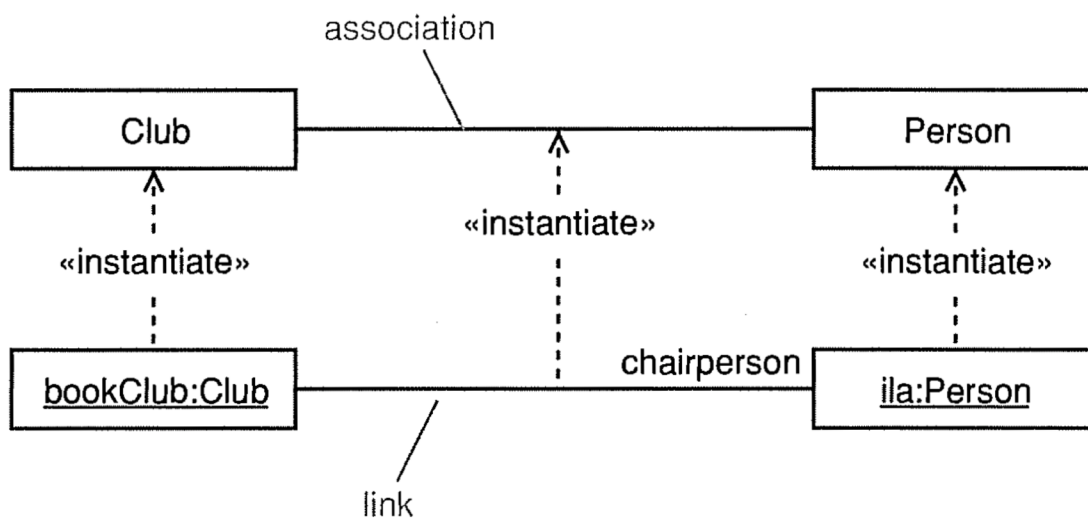 association
Club
Person
«instantiate»
«instantiate»
«instantiate»
chairperson
bookClub:Club
ila:Person
link